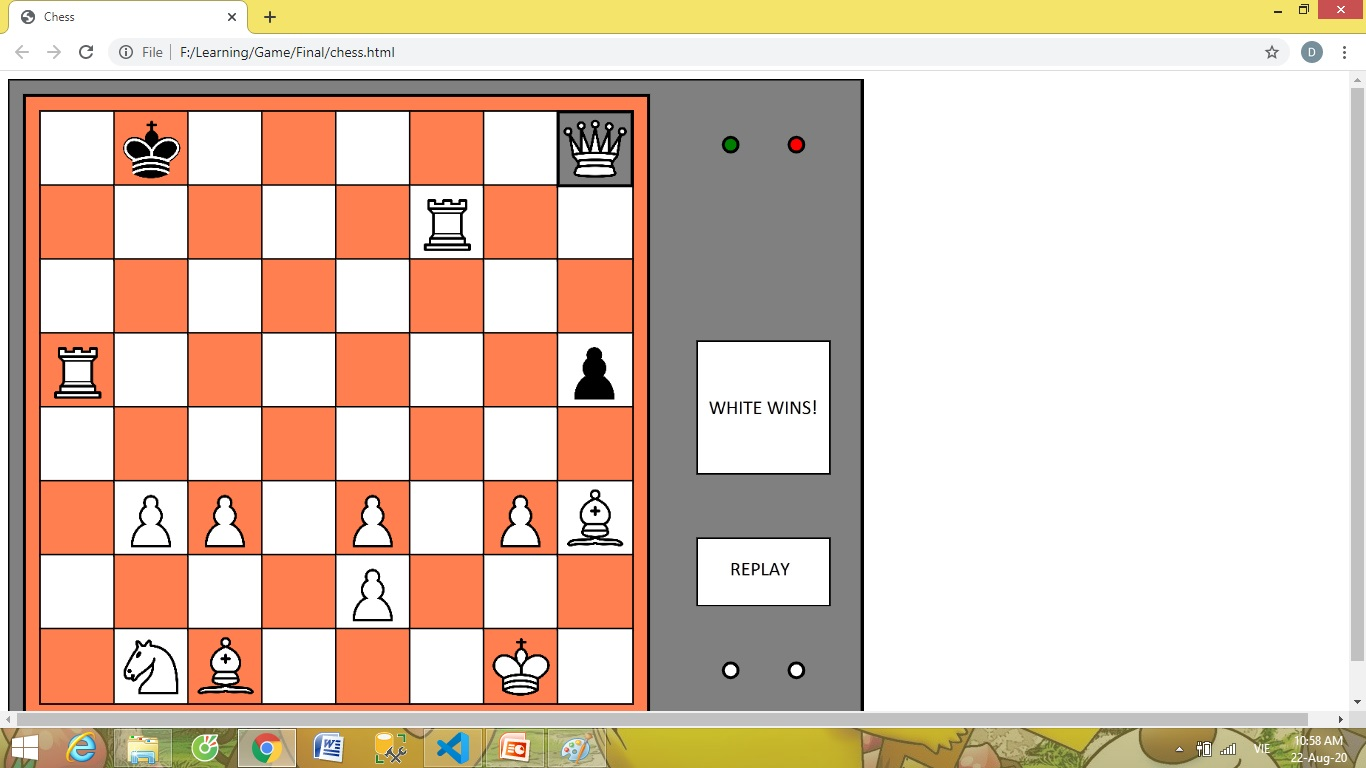 Chess
File
F:/Learning/Game/Final/chess.html
D
WHITE WINS!
REPLAY
VIE
10:58 AM
22-Aug-20